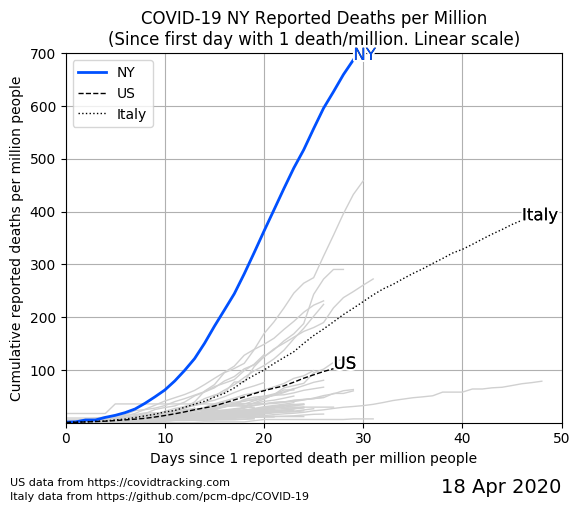 COVID-19 NY Reported Deaths per Million
(Since first day with 1 death/million. Linear scale)
700
600
500
400
300
200
100
Cumulative reported deaths per million people
NY
US
Italy
NY
Italy
US
0
10
20
30
40
50
Days since 1 reported death per million people
US data from https://covidtracking.com
Italy data from https://github.com/pcm-dpc/COVID-19
18 Apr 2020